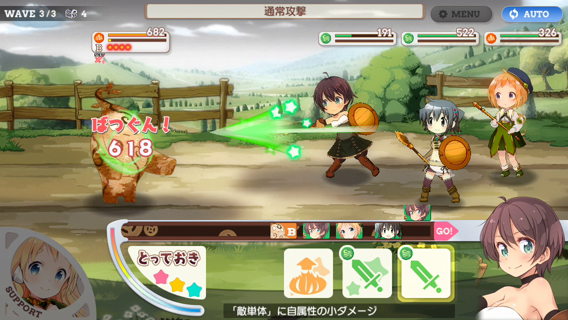 WAVE 3/3 4
通常攻撃
MENU
AUTO
682
B
191
522
326
ばつぐん!
618
B
GO!
とっておき
SUPPORT
「敵単体」に自属性の小ダメージ